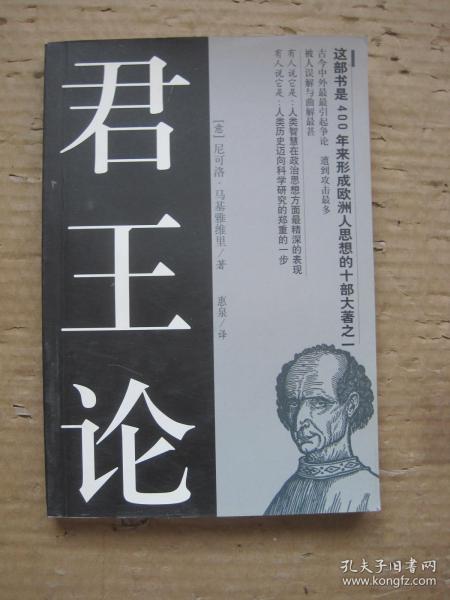 君王论
这部书是400年来形成欧洲人思想的十部大著之一
古今中外最最引起争论 遭到攻击最多
被人误解与曲解最甚
有人说它是：人类智慧在政治思想方面最精深的表现
有人说它是：人类历史迈向科学研究的郑重的一步
［意］尼可洛·马基雅维里／著
惠泉／译
孔夫子旧书网
www.kongfz.com